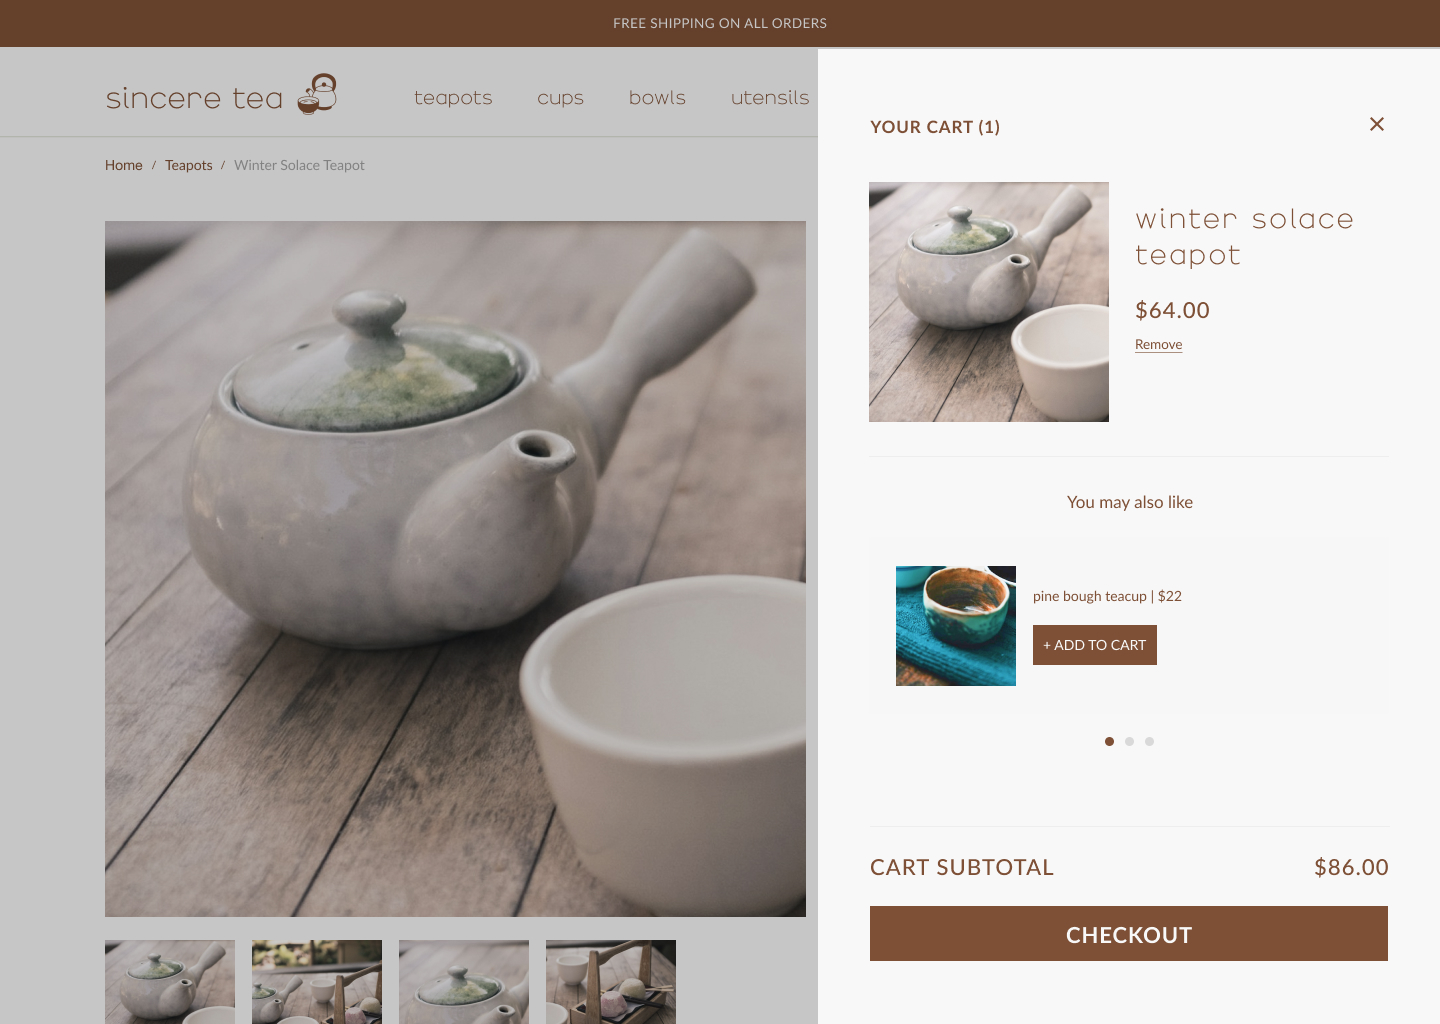 FREE SHIPPING ON ALL ORDERS
sincere tea
teapots cups bowls utensils
Home / Teapots / Winter Solace Teapot
YOUR CART (1)
winter solace
teapot
$64.00
Remove
You may also like
pine bough teacup | $22
+ ADD TO CART
CART SUBTOTAL $86.00
CHECKOUT